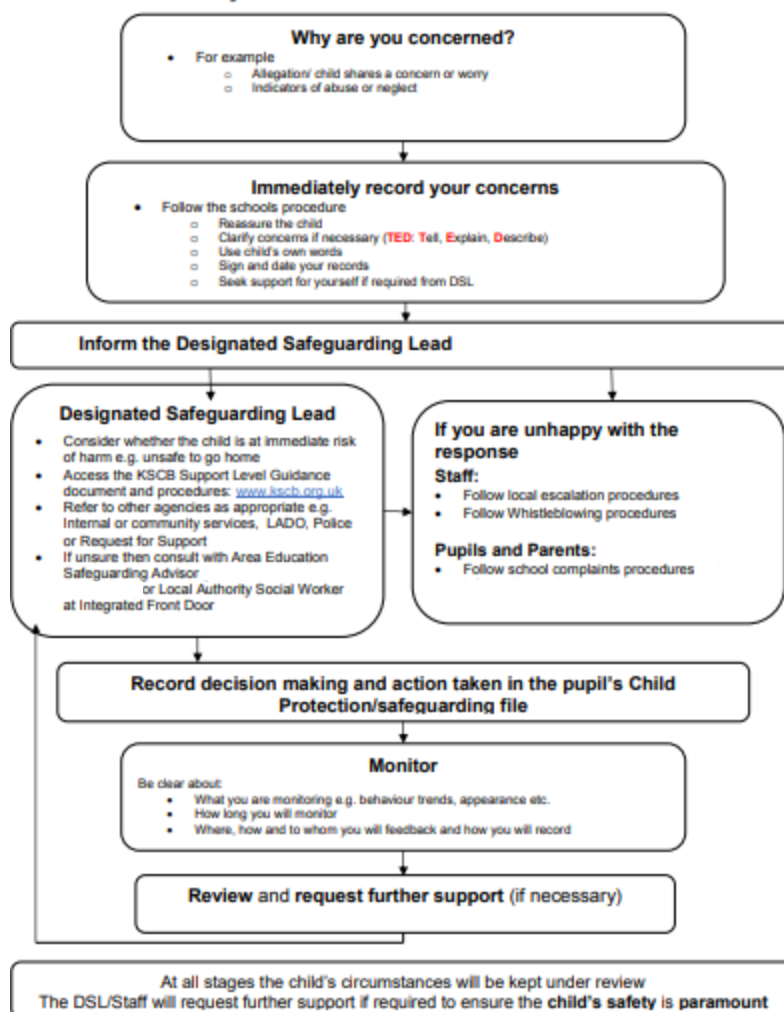 Why are you concerned?
• For example
o Allegation/ child shares a concern or worry
o Indicators of abuse or neglect
Immediately record your concerns
• Follow the schools procedure
o Reassure the child
o Clarify concerns if necessary (TED: Tell, Explain, Describe)
o Use child's own words
o Sign and date your records
o Seek support for yourself if required from DSL
Inform the Designated Safeguarding Lead
Designated Safeguarding Lead
• Consider whether the child is at immediate risk
of harm e.g. unsafe to go home
• Access the KSCB Support Level Guidance
document and procedures: www.kscb.org.uk
• Refer to other agencies as appropriate e.g.
Internal or community services, LADO, Police
or Request for Support
• If unsure then consult with Area Education
Safeguarding Advisor
or Local Authority Social Worker
at Integrated Front Door
If you are unhappy with the
response
Staff:
• Follow local escalation procedures
• Follow Whistleblowing procedures
Pupils and Parents:
• Follow school complaints procedures
Record decision making and action taken in the pupil's Child
Protection/safeguarding file
Monitor
Be clear about:
• What you are monitoring e.g. behaviour trends, appearance etc.
• How long you will monitor
• Where, how and to whom you will feedback and how you will record
Review and request further support (if necessary)
At all stages the child's circumstances will be kept under review
The DSL/Staff will request further support if required to ensure the child's safety is paramount